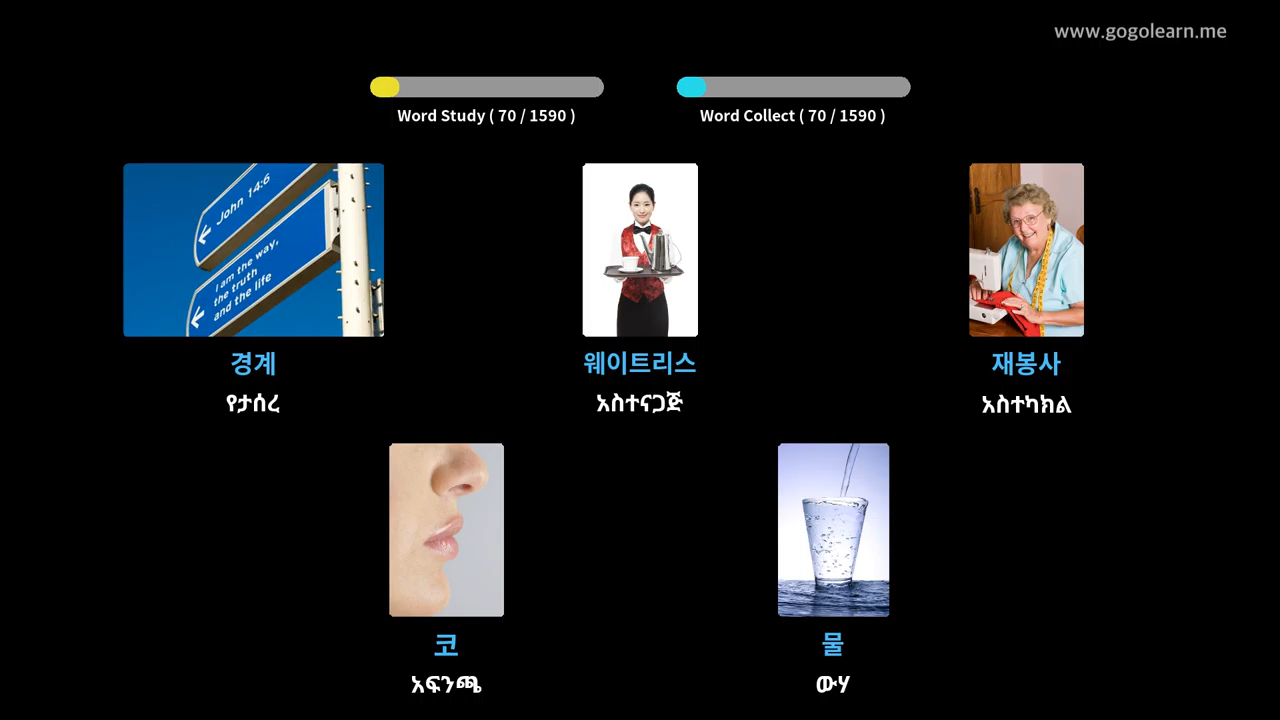 www.gogolearn.me
Word Study ( 70 / 1590 )
Word Collect ( 70 / 1590 )
John 14:6
I am the way,
the truth
and the life
경계
የታሰረ
웨이트리스
አስተናጋጅ
재봉사
አስተካክል
코
አፍንጫ
물
ውሃ